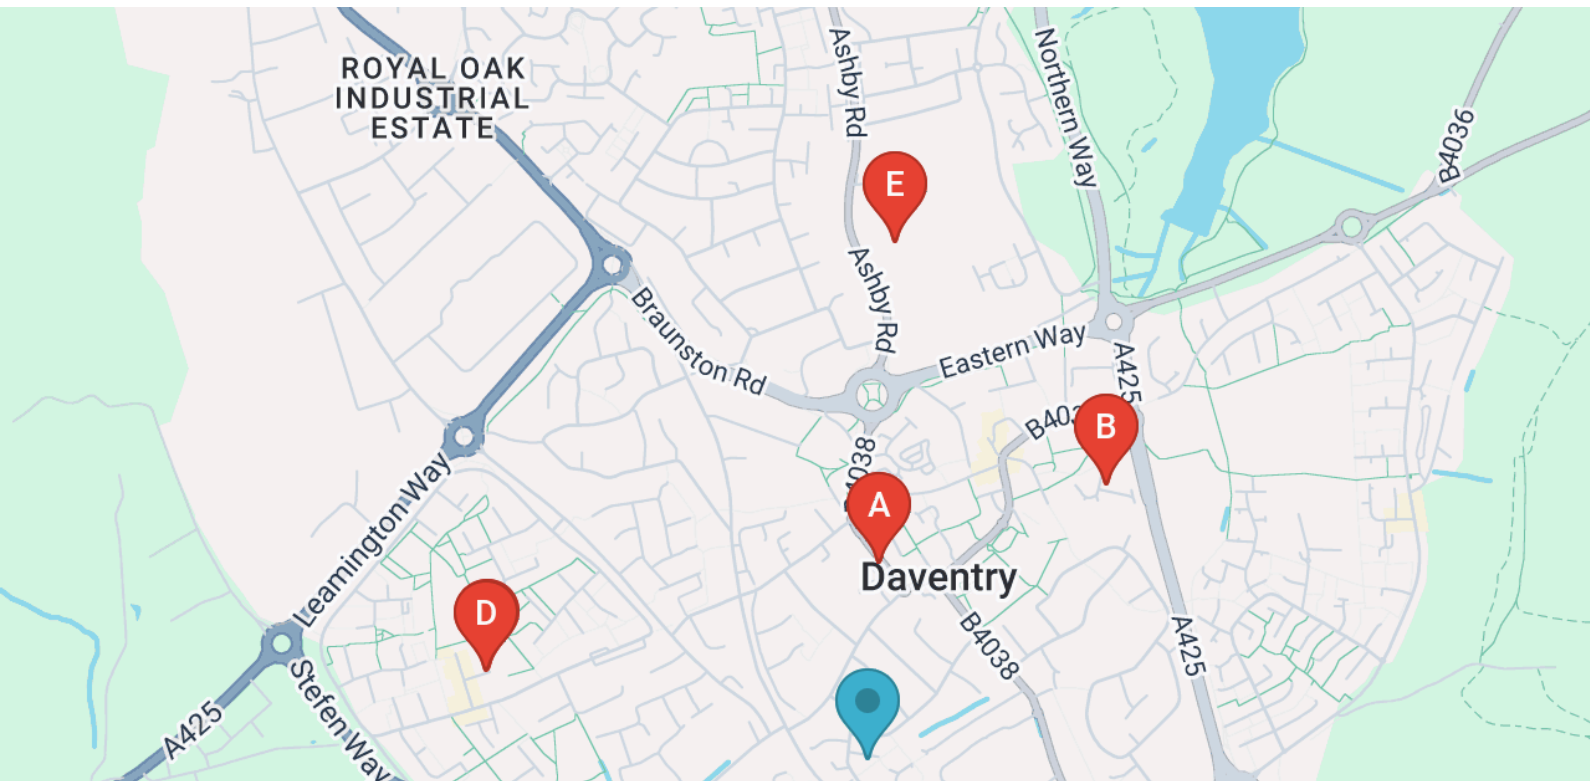 ROYAL OAK
INDUSTRIAL
ESTATE
Ashby Rd
Northern Way
B4036
E
Ashby Rd
Braunston Rd
Eastern Way
A425
B
B4038
A
Daventry
Leamington Way
D
B4038
A425
Stefen Way
A425